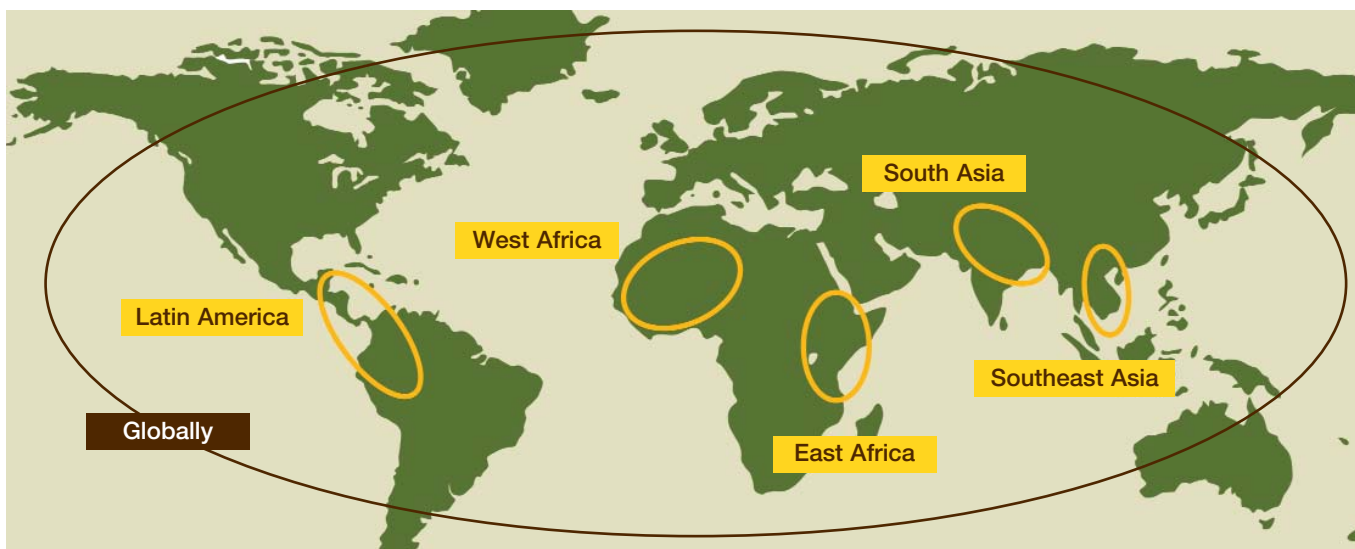 South Asia
West Africa
Latin America
Southeast Asia
Globally
East Africa